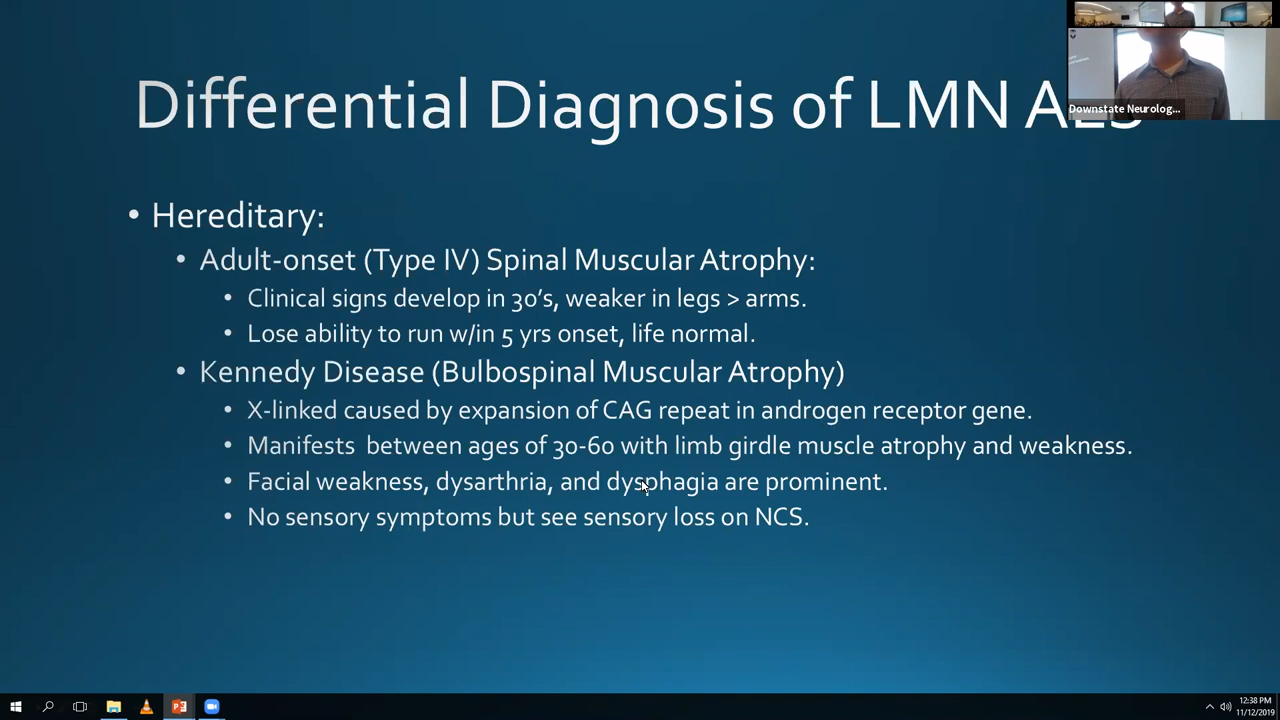 Differential Diagnosis of LMN ALS
Downstate Neurolog...
• Hereditary:
• Adult-onset (Type IV) Spinal Muscular Atrophy:
• Clinical signs develop in 30's, weaker in legs > arms.
• Lose ability to run w/in 5 yrs onset, life normal.
• Kennedy Disease (Bulbospinal Muscular Atrophy)
• X-linked caused by expansion of CAG repeat in androgen receptor gene.
• Manifests  between ages of 30-60 with limb girdle muscle atrophy and weakness.
• Facial weakness, dysarthria, and dysphagia are prominent.
• No sensory symptoms but see sensory loss on NCS.
12:38 PM
11/12/2019